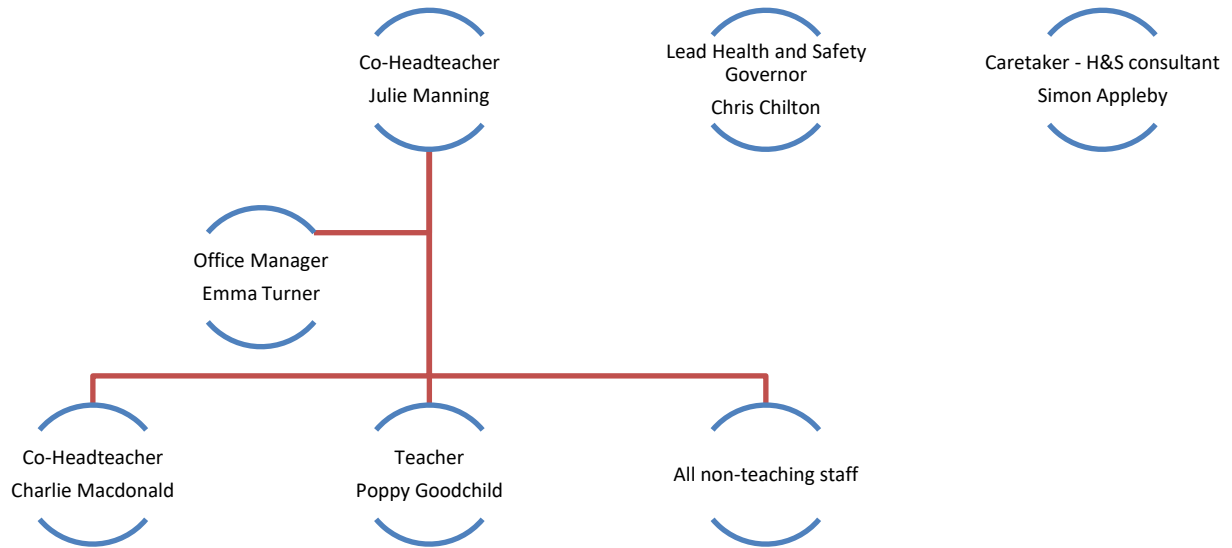 Co-Headteacher
Julie Manning
Lead Health and Safety
Governor
Chris Chilton
Caretaker - H&S consultant
Simon Appleby
Office Manager
Emma Turner
Co-Headteacher
Charlie Macdonald
Teacher
Poppy Goodchild
All non-teaching staff